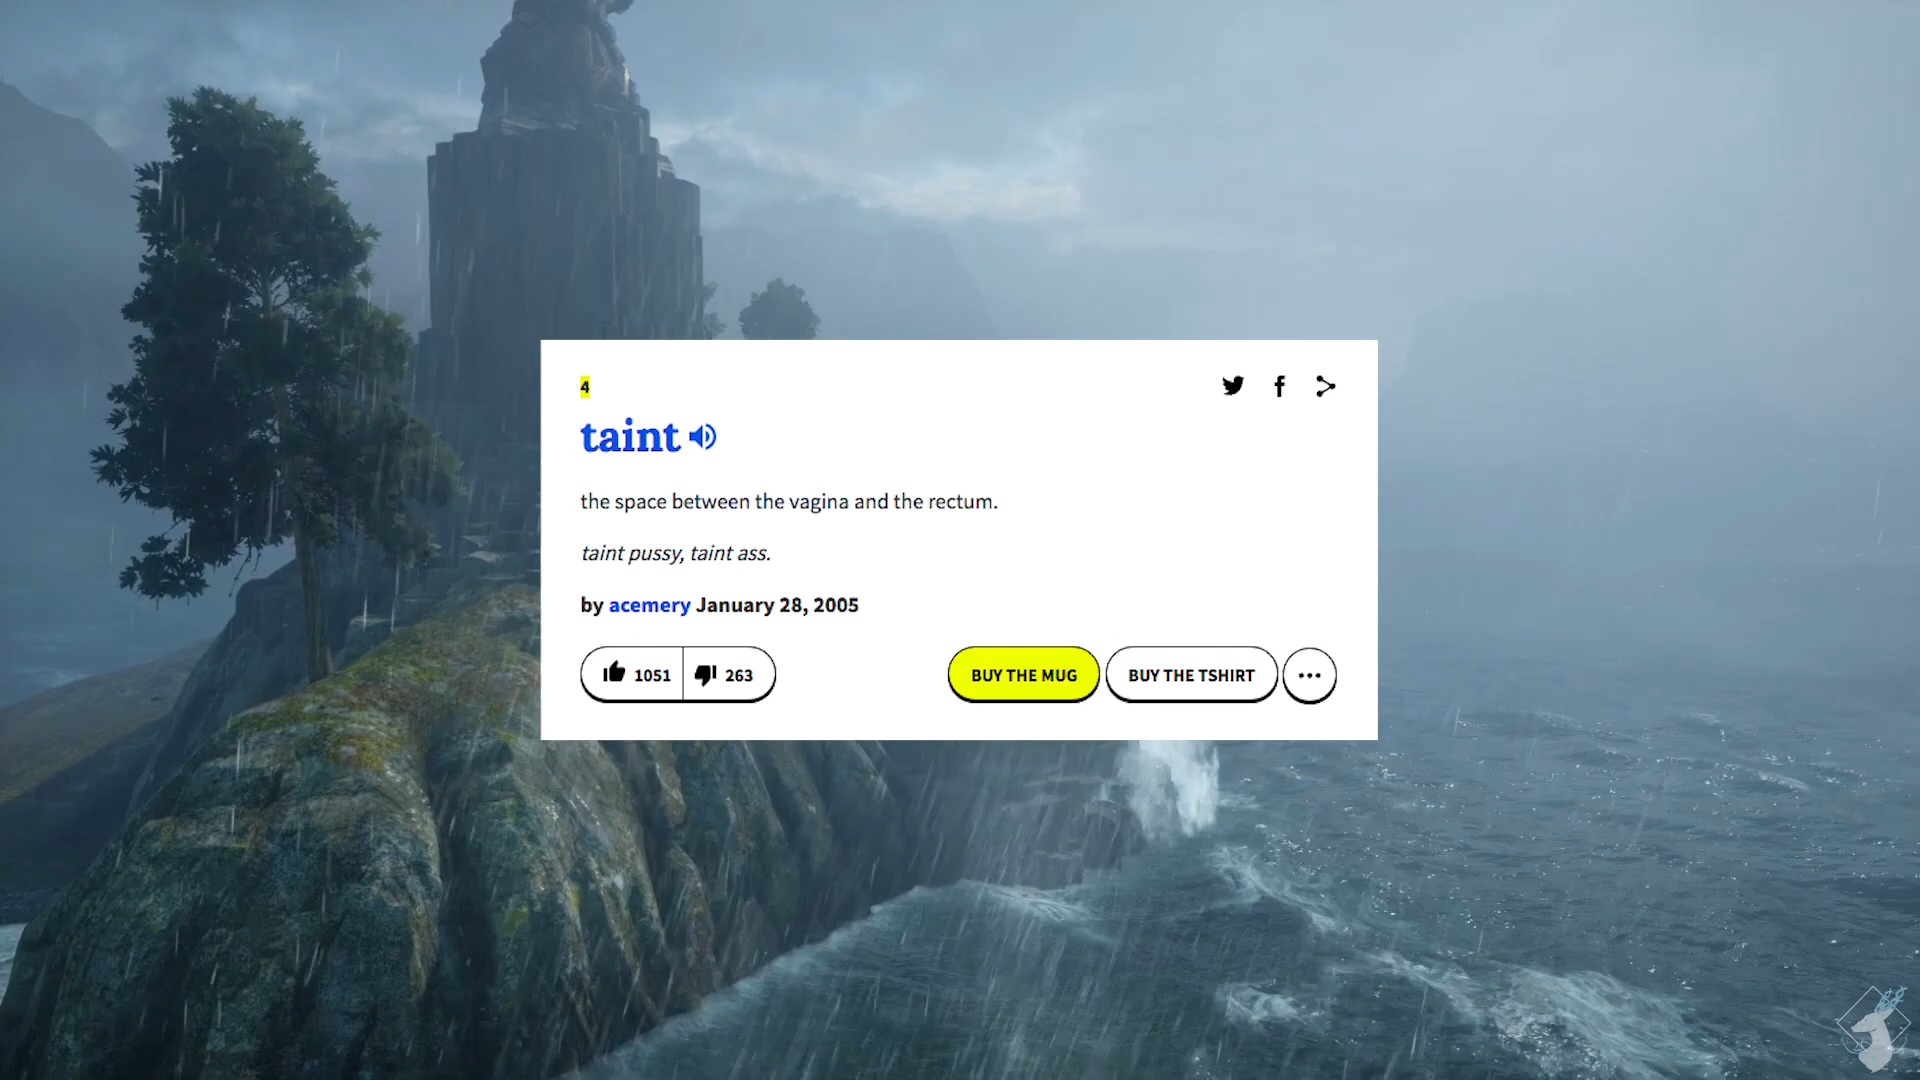 4
taint
the space between the vagina and the rectum.
taint pussy, taint ass.
by acemery January 28, 2005
1051 263 BUY THE MUG BUY THE TSHIRT